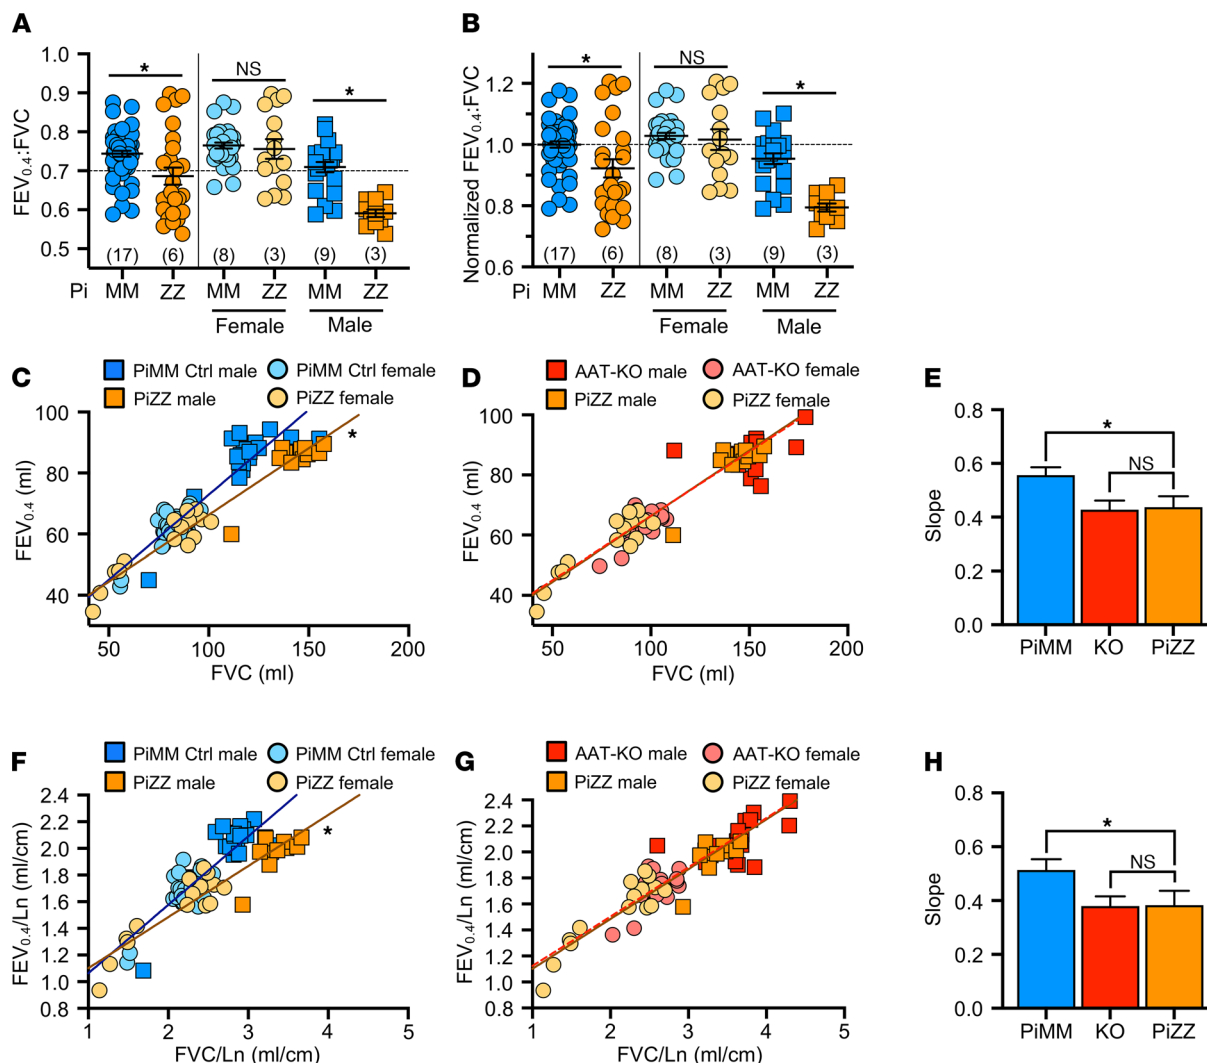 A
FEV0.4:FVC
1.0
0.9
0.8
0.7
0.6
0.5
*
NS
*
(17) (6) (8) (3) (9) (3)
Pi MM ZZ MM ZZ MM ZZ
Female Male
B
Normalized FEV0.4:FVC
1.2
1.0
0.8
0.6
*
NS
*
(17) (6) (8) (3) (9) (3)
Pi MM ZZ MM ZZ MM ZZ
Female Male
C
PiMM Ctrl male PiMM Ctrl female
PiZZ male PiZZ female
FEV0.4 (ml)
100
80
60
40
*
50 100 150 200
FVC (ml)
D
AAT-KO male AAT-KO female
PiZZ male PiZZ female
FEV0.4 (ml)
100
80
60
40
50 100 150 200
FVC (ml)
E
Slope
0.8
0.6
0.4
0.2
0.0
*
NS
PiMM KO PiZZ
F
PiMM Ctrl male PiMM Ctrl female
PiZZ male PiZZ female
FEV0.4/Ln (ml/cm)
2.4
2.2
2.0
1.8
1.6
1.4
1.2
1.0
0.8
*
1 2 3 4 5
FVC/Ln (ml/cm)
G
AAT-KO male AAT-KO female
PiZZ male PiZZ female
FEV0.4/Ln (ml/cm)
2.4
2.2
2.0
1.8
1.6
1.4
1.2
1.0
0.8
1 2 3 4 5
FVC/Ln (ml/cm)
H
Slope
0.8
0.6
0.4
0.2
0.0
*
NS
PiMM KO PiZZ